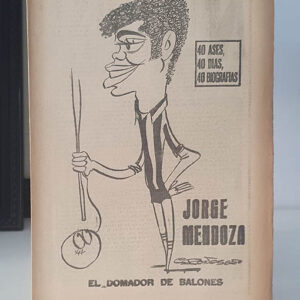 40 ASES,
40 DIAS,
40 BIOGRAFIAS
JORGE
MENDOZA
EL DOMADOR DE BALONES